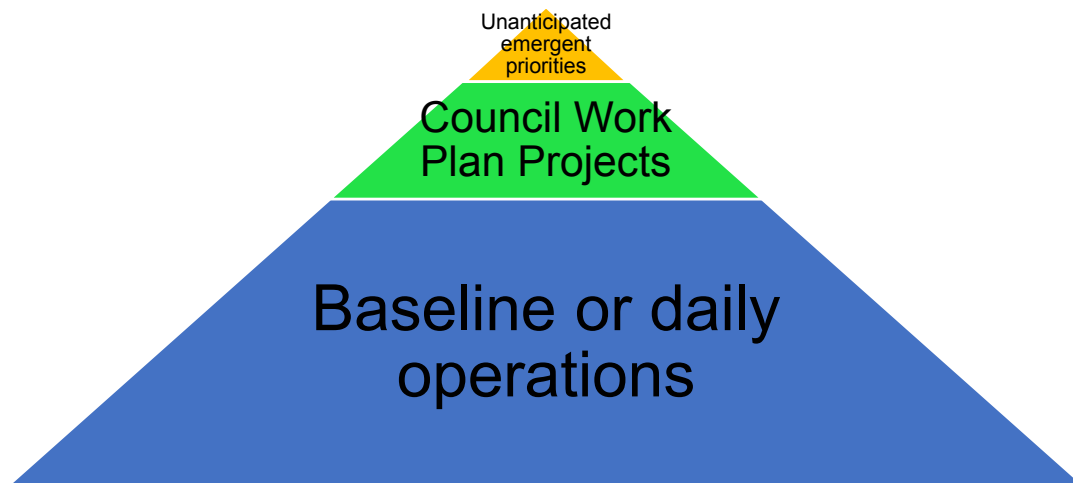 Unanticipated
emergent
priorities
Council Work
Plan Projects
Baseline or daily
operations